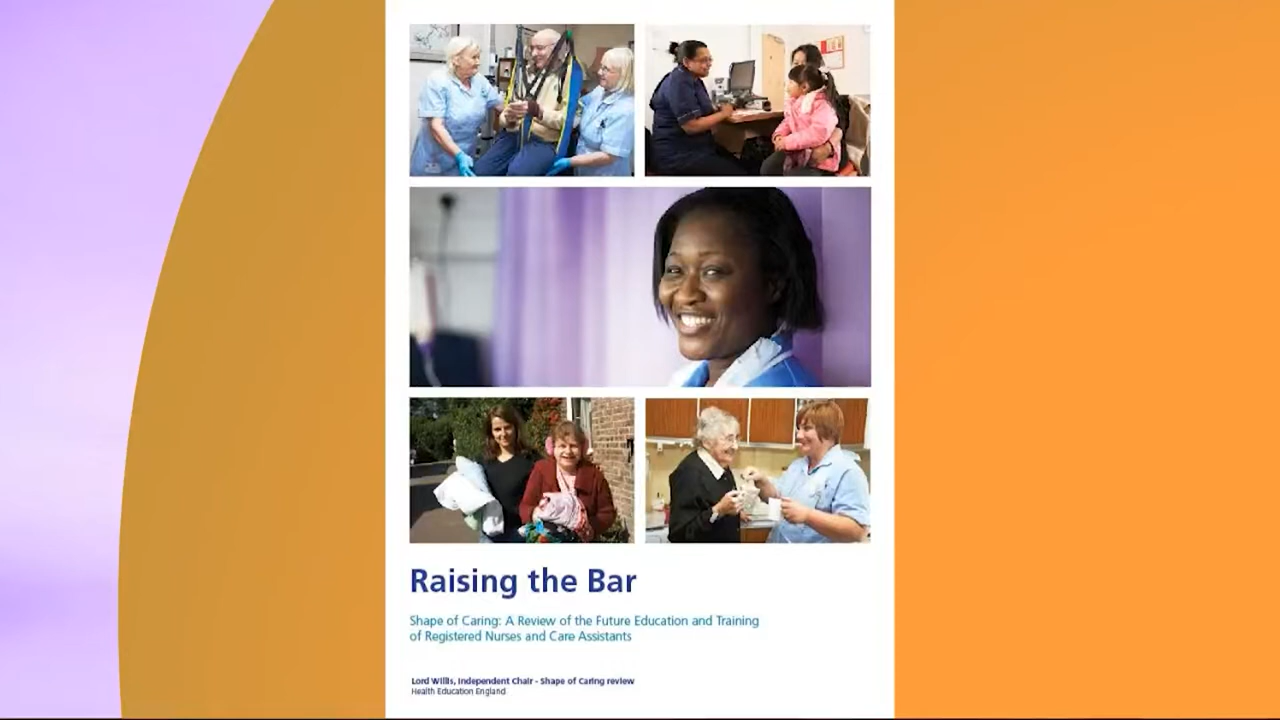 Raising the Bar
Shape of Caring: A Review of the Future Education and Training
of Registered Nurses and Care Assistants
Lord Willis, Independent Chair - Shape of Caring review
Health Education England